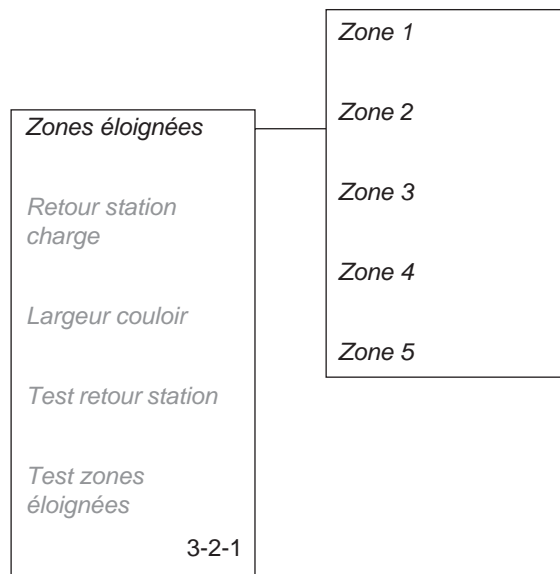 Zones éloignées
Retour station
charge
Largeur couloir
Test retour station
Test zones
éloignées
3-2-1
Zone 1
Zone 2
Zone 3
Zone 4
Zone 5